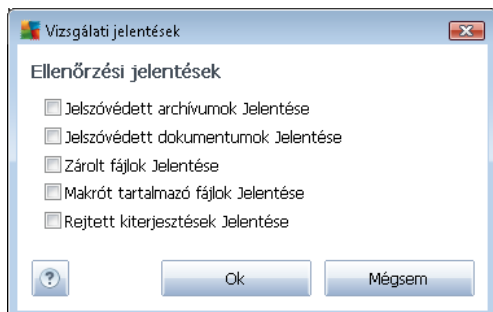 Vizsgálati jelentések
Ellenőrzési jelentések
Jelszóvédett archívumok Jelentése
Jelszóvédett dokumentumok Jelentése
Zárolt fájlok Jelentése
Makrót tartalmazó fájlok Jelentése
Rejtett kiterjesztések Jelentése
? Ok Mégsem